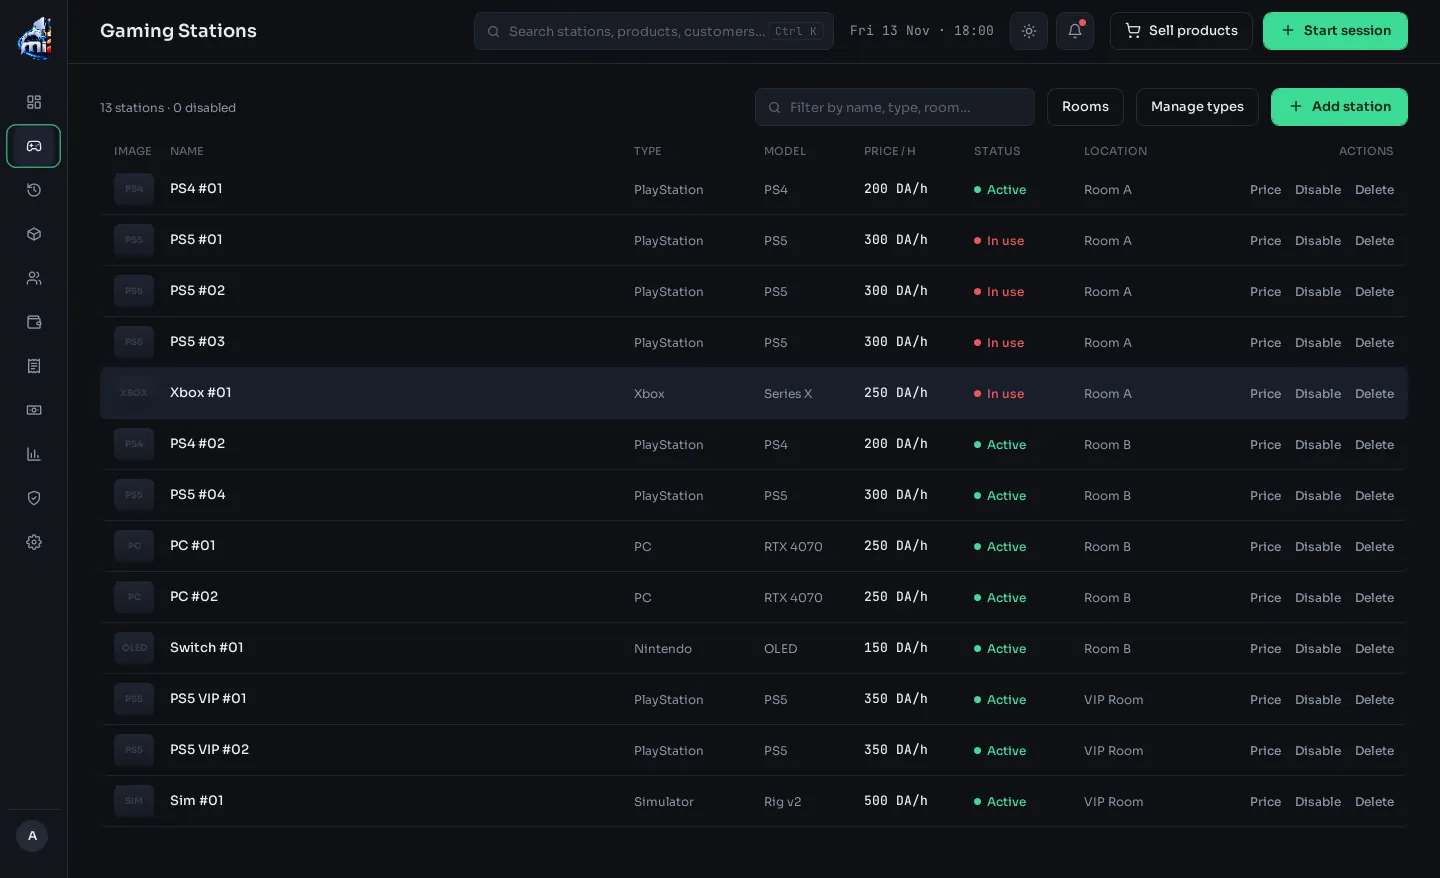 Gaming Stations
Search stations, products, customers... Ctrl K
Fri 13 Nov · 18:00
Sell products
+ Start session
13 stations · 0 disabled
Filter by name, type, room...
Rooms
Manage types
+ Add station
IMAGE NAME TYPE MODEL PRICE / H STATUS LOCATION ACTIONS
PS4 PS4 #01 PlayStation PS4 200 DA/h Active Room A Price Disable Delete
PS5 PS5 #01 PlayStation PS5 300 DA/h In use Room A Price Disable Delete
PS5 PS5 #02 PlayStation PS5 300 DA/h In use Room A Price Disable Delete
PS5 PS5 #03 PlayStation PS5 300 DA/h In use Room A Price Disable Delete
XBOX Xbox #01 Xbox Series X 250 DA/h In use Room A Price Disable Delete
PS4 PS4 #02 PlayStation PS4 200 DA/h Active Room B Price Disable Delete
PS5 PS5 #04 PlayStation PS5 300 DA/h Active Room B Price Disable Delete
PC PC #01 PC RTX 4070 250 DA/h Active Room B Price Disable Delete
PC PC #02 PC RTX 4070 250 DA/h Active Room B Price Disable Delete
OLED Switch #01 Nintendo OLED 150 DA/h Active Room B Price Disable Delete
PS5 PS5 VIP #01 PlayStation PS5 350 DA/h Active VIP Room Price Disable Delete
PS5 PS5 VIP #02 PlayStation PS5 350 DA/h Active VIP Room Price Disable Delete
SIM Sim #01 Simulator Rig v2 500 DA/h Active VIP Room Price Disable Delete
A